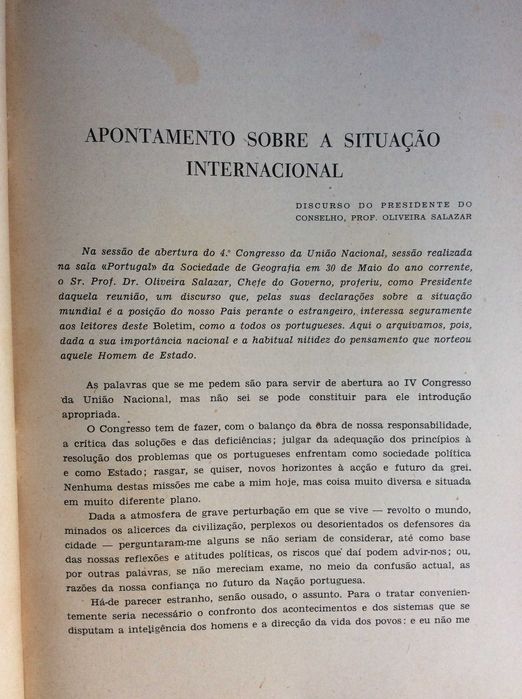 APONTAMENTO SOBRE A SITUAÇÃO
INTERNACIONAL
DISCURSO DO PRESIDENTE DO
CONSELHO, PROF. OLIVEIRA SALAZAR
Na sessão de abertura do 4.º Congresso da União Nacional, sessão realizada
na sala «Portugal» da Sociedade de Geografia em 30 de Maio do ano corrente,
o Sr. Prof. Dr. Oliveira Salazar, Chefe do Governo, proferiu, como Presidente
daquela reunião, um discurso que, pelas suas declarações sobre a situação
mundial é a posição do nosso País perante o estrangeiro, interessa seguramente
aos leitores deste Boletim, como a todos os portugueses. Aqui o arquivamos, pois,
dada a sua importância nacional e a habitual nitidez do pensamento que norteou
aquele Homem de Estado.
As palavras que se me pedem são para servir de abertura ao IV Congresso
da União Nacional, mas não sei se pode constituir para ele introdução
apropriada.
O Congresso tem de fazer, com o balanço da obra de nossa responsabilidade,
a crítica das soluções e das deficiências; julgar da adequação dos princípios à
resolução dos problemas que os portugueses enfrentam como sociedade política
e como Estado; rasgar, se quiser, novos horizontes à acção e futuro da grei.
Nenhuma destas missões me cabe a mim hoje, mas coisa muito diversa e situada
em muito diferente plano.
Dada a atmosfera de grave perturbação em que se vive — revolto o mundo,
minados os alicerces da civilização, perplexos ou desorientados os defensores da
cidade — perguntaram-me alguns se não seriam de considerar, até como base
das nossas reflexões e atitudes políticas, os riscos que daí podem advir-nos; ou,
por outras palavras, se não mereciam exame, no meio da confusão actual, as
razões da nossa confiança no futuro da Nação portuguesa.
Há-de parecer estranho, senão ousado, o assunto. Para o tratar convenien-
temente seria necessário o confronto dos acontecimentos e dos sistemas que se
disputam a inteligência dos homens e a direcção da vida dos povos: e eu não me